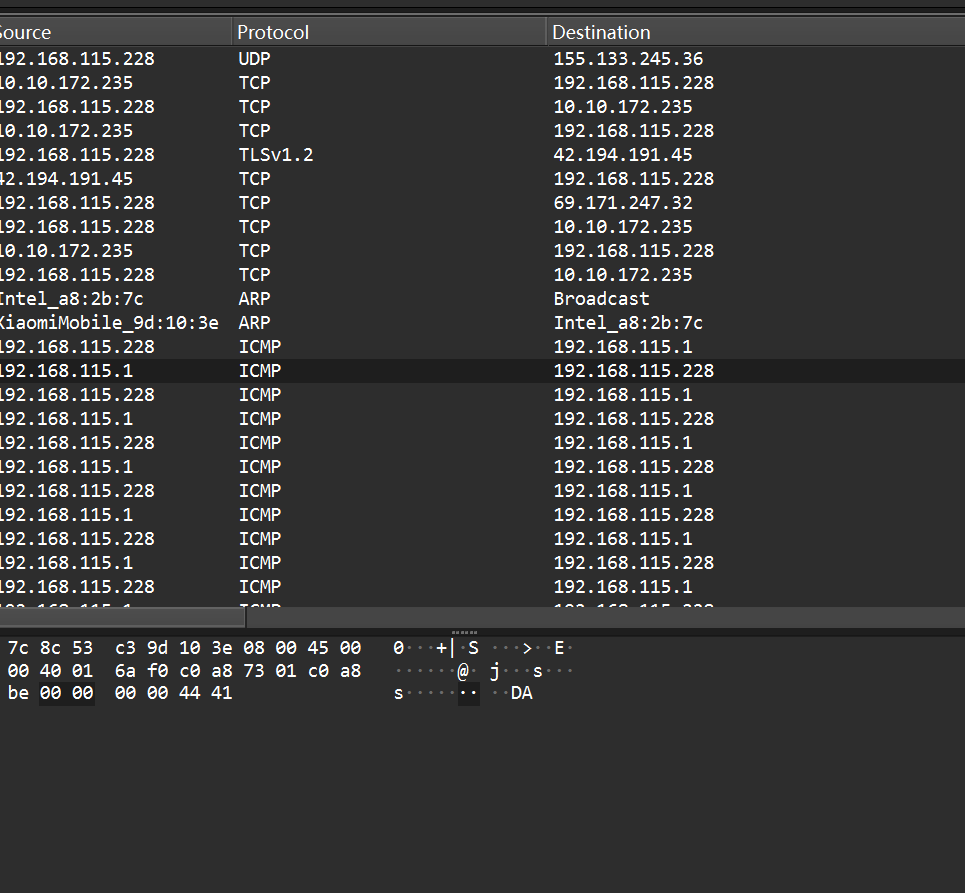 Source Protocol Destination
192.168.115.228 UDP 155.133.245.36
10.10.172.235 TCP 192.168.115.228
192.168.115.228 TCP 10.10.172.235
10.10.172.235 TCP 192.168.115.228
192.168.115.228 TLSv1.2 42.194.191.45
42.194.191.45 TCP 192.168.115.228
192.168.115.228 TCP 69.171.247.32
192.168.115.228 TCP 10.10.172.235
10.10.172.235 TCP 192.168.115.228
192.168.115.228 TCP 10.10.172.235
Intel_a8:2b:7c ARP Broadcast
XiaomiMobile_9d:10:3e ARP Intel_a8:2b:7c
192.168.115.228 ICMP 192.168.115.1
192.168.115.1 ICMP 192.168.115.228
192.168.115.228 ICMP 192.168.115.1
192.168.115.1 ICMP 192.168.115.228
192.168.115.228 ICMP 192.168.115.1
192.168.115.1 ICMP 192.168.115.228
192.168.115.228 ICMP 192.168.115.1
192.168.115.1 ICMP 192.168.115.228
192.168.115.228 ICMP 192.168.115.1
192.168.115.1 ICMP 192.168.115.228
192.168.115.228 ICMP 192.168.115.1
192.168.115.1 ICMP 192.168.115.228
7c 8c 53 c3 9d 10 3e 08 00 45 00 0···+|·S ···>··E·
00 40 01 6a f0 c0 a8 73 01 c0 a8 ······@· j···s···
be 00 00 00 00 44 41 s······· ··DA